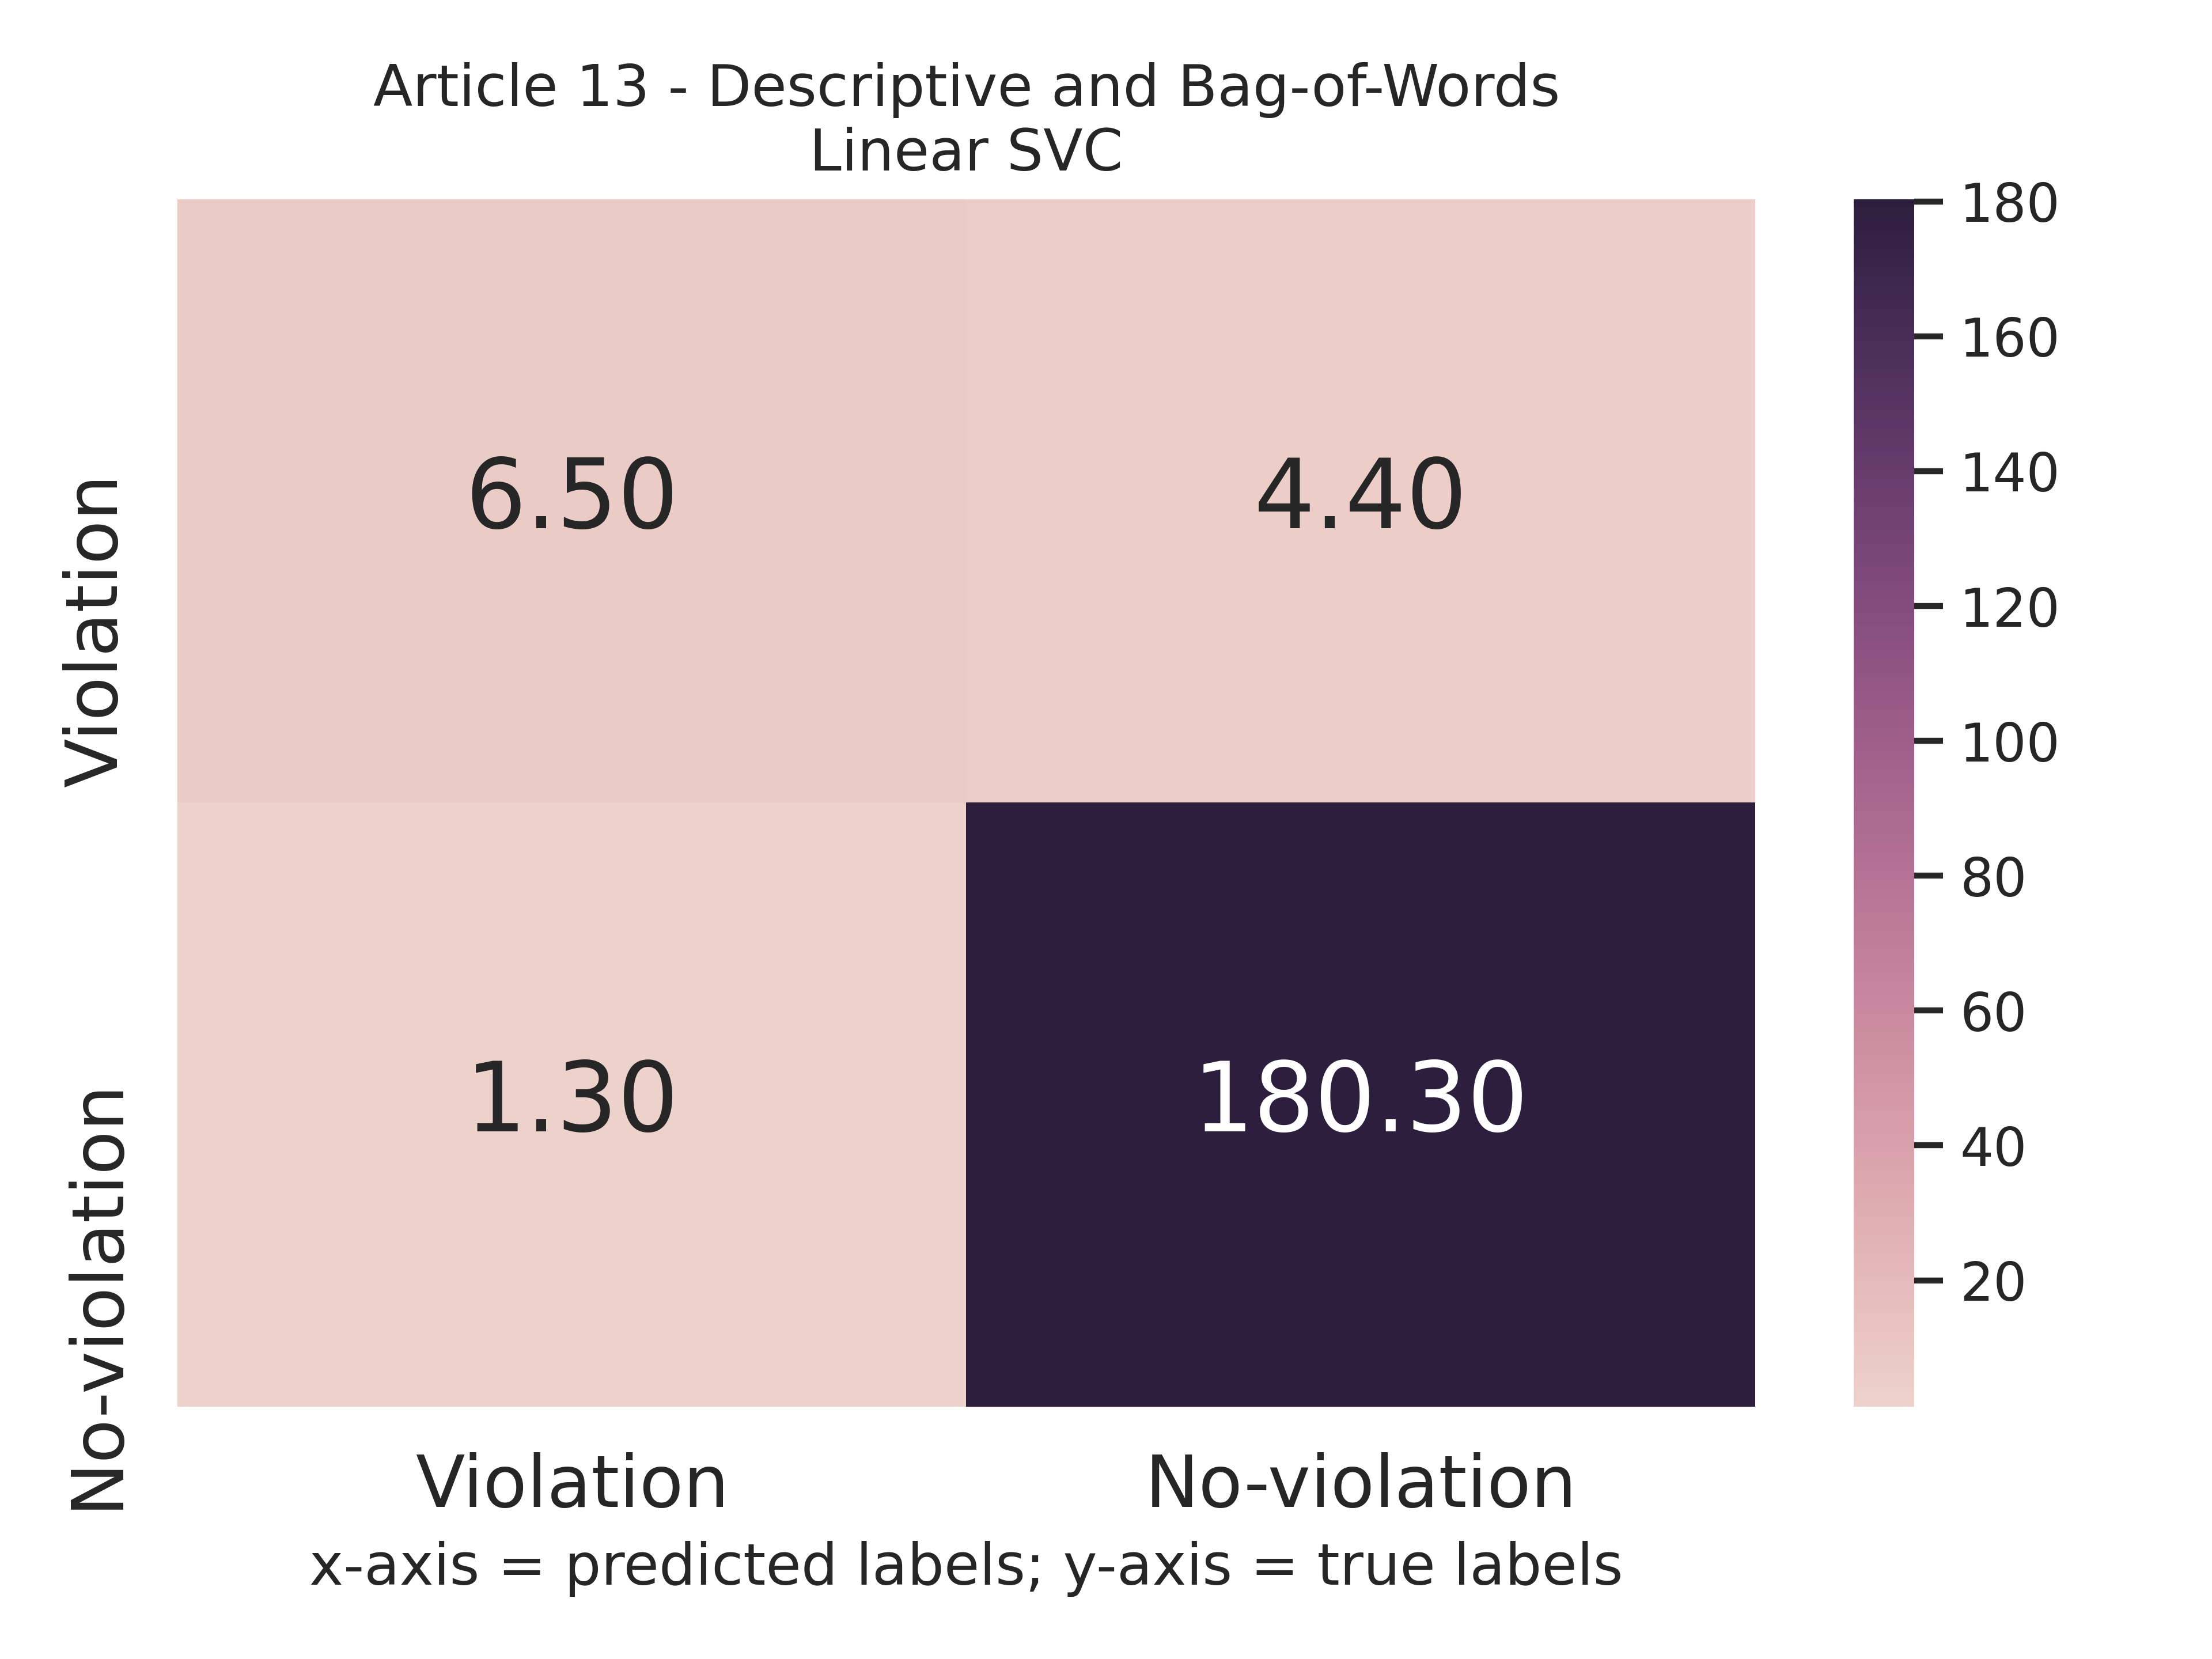 Article 13 - Descriptive and Bag-of-Words
Linear SVC
180
160
140
120
100
80
60
40
20
Violation
6.50
4.40
No-violation
1.30
180.30
Violation
No-violation
x-axis = predicted labels; y-axis = true labels